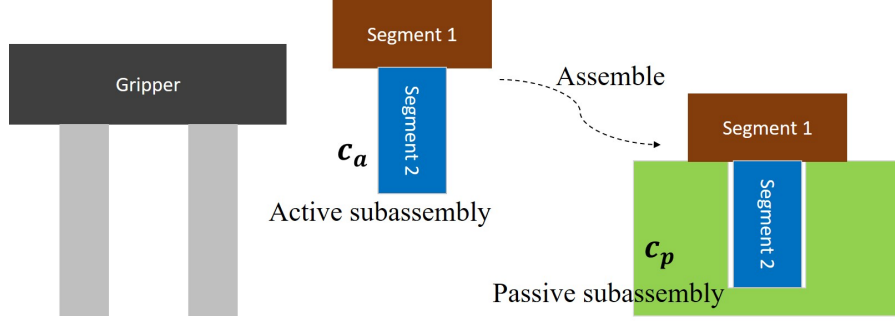 Gripper
Segment 1
Segment 2
c_a
Active subassembly
Assemble
Segment 1
Segment 2
c_p
Passive subassembly